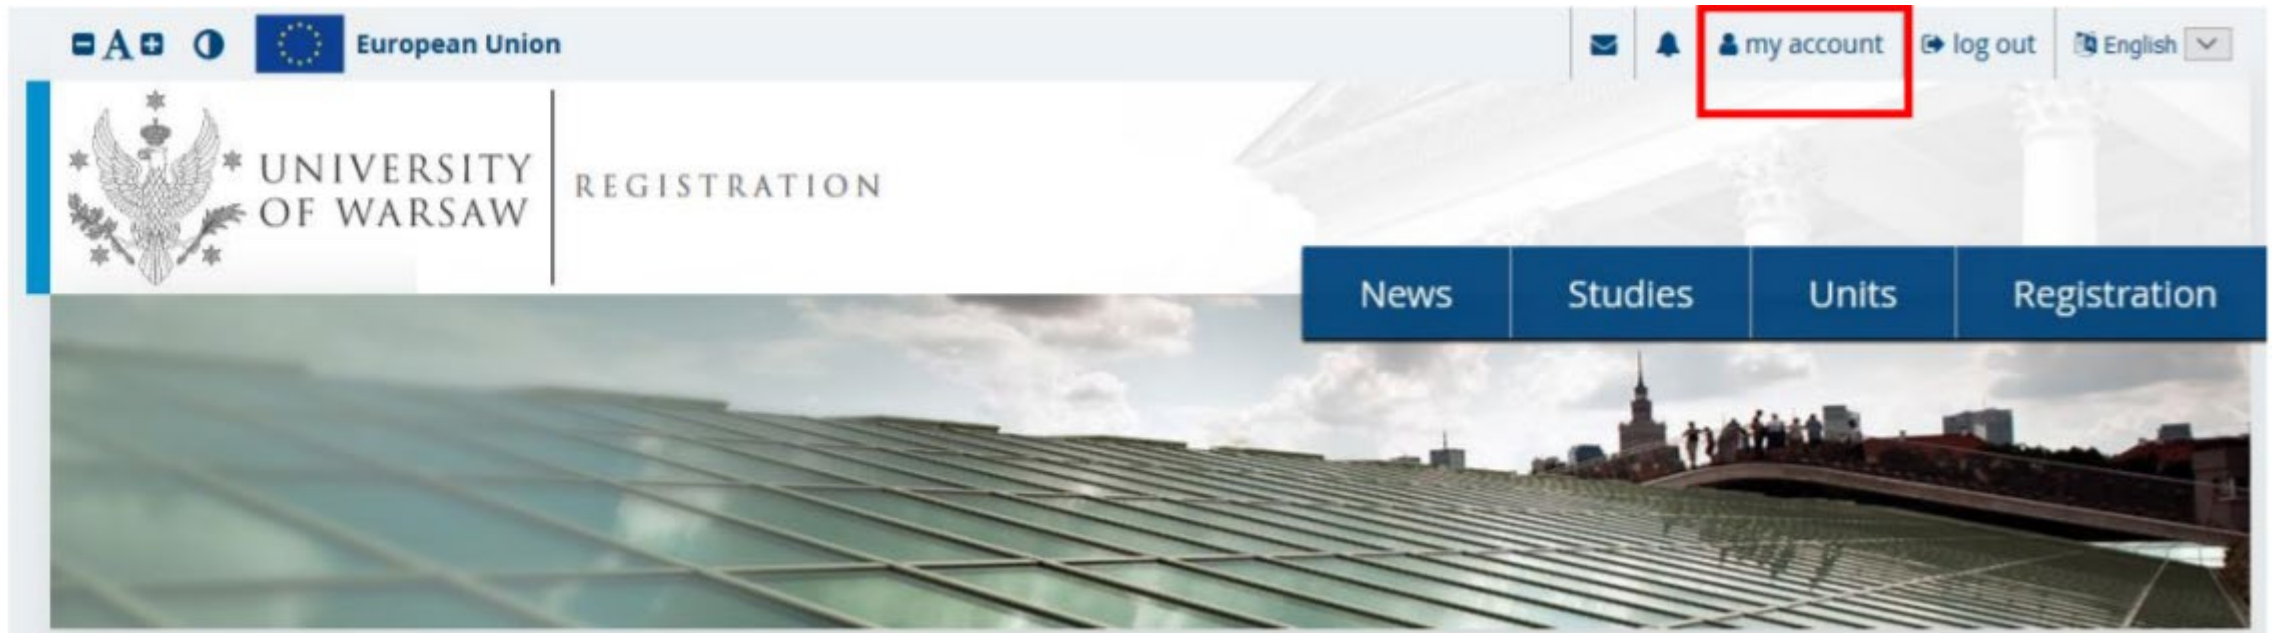 A European Union my account log out English
UNIVERSITY
OF WARSAW
REGISTRATION
News Studies Units Registration